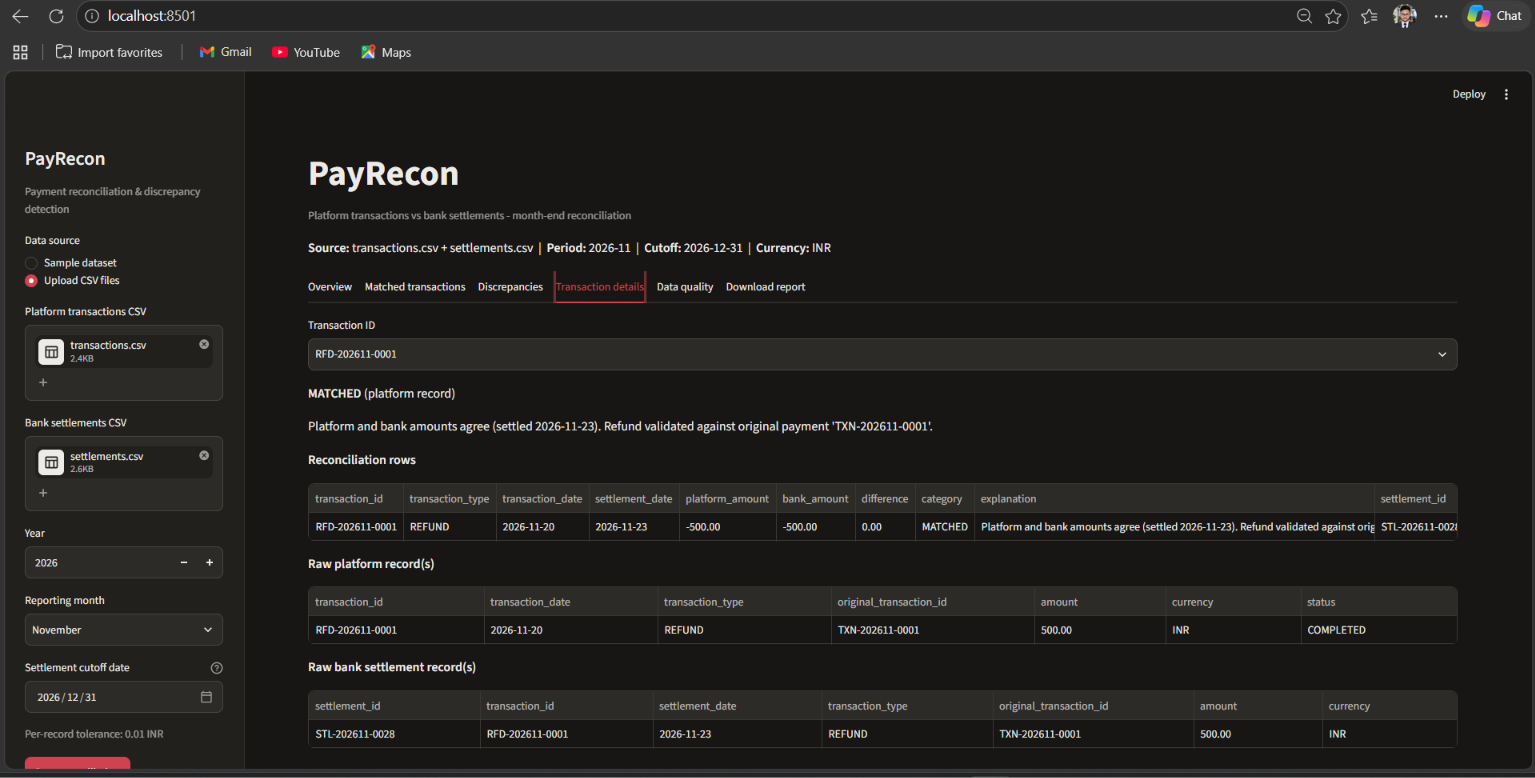 localhost:8501
Chat
Import favorites
Gmail
YouTube
Maps
Deploy
PayRecon
Payment reconciliation & discrepancy
detection
Data source
Sample dataset
Upload CSV files
Platform transactions CSV
transactions.csv
2.4KB
Bank settlements CSV
settlements.csv
2.6KB
Year
2026
Reporting month
November
Settlement cutoff date
2026/12/31
Per-record tolerance: 0.01 INR
PayRecon
Platform transactions vs bank settlements - month-end reconciliation
Source: transactions.csv + settlements.csv | Period: 2026-11 | Cutoff: 2026-12-31 | Currency: INR
Overview Matched transactions Discrepancies Transaction details Data quality Download report
Transaction ID
RFD-202611-0001
MATCHED (platform record)
Platform and bank amounts agree (settled 2026-11-23). Refund validated against original payment 'TXN-202611-0001'.
Reconciliation rows
transaction_id transaction_type transaction_date settlement_date platform_amount bank_amount difference category explanation settlement_id
RFD-202611-0001 REFUND 2026-11-20 2026-11-23 -500.00 -500.00 0.00 MATCHED Platform and bank amounts agree (settled 2026-11-23). Refund validated against orig STL-202611-0028
Raw platform record(s)
transaction_id transaction_date transaction_type original_transaction_id amount currency status
RFD-202611-0001 2026-11-20 REFUND TXN-202611-0001 500.00 INR COMPLETED
Raw bank settlement record(s)
settlement_id transaction_id settlement_date transaction_type original_transaction_id amount currency
STL-202611-0028 RFD-202611-0001 2026-11-23 REFUND TXN-202611-0001 500.00 INR